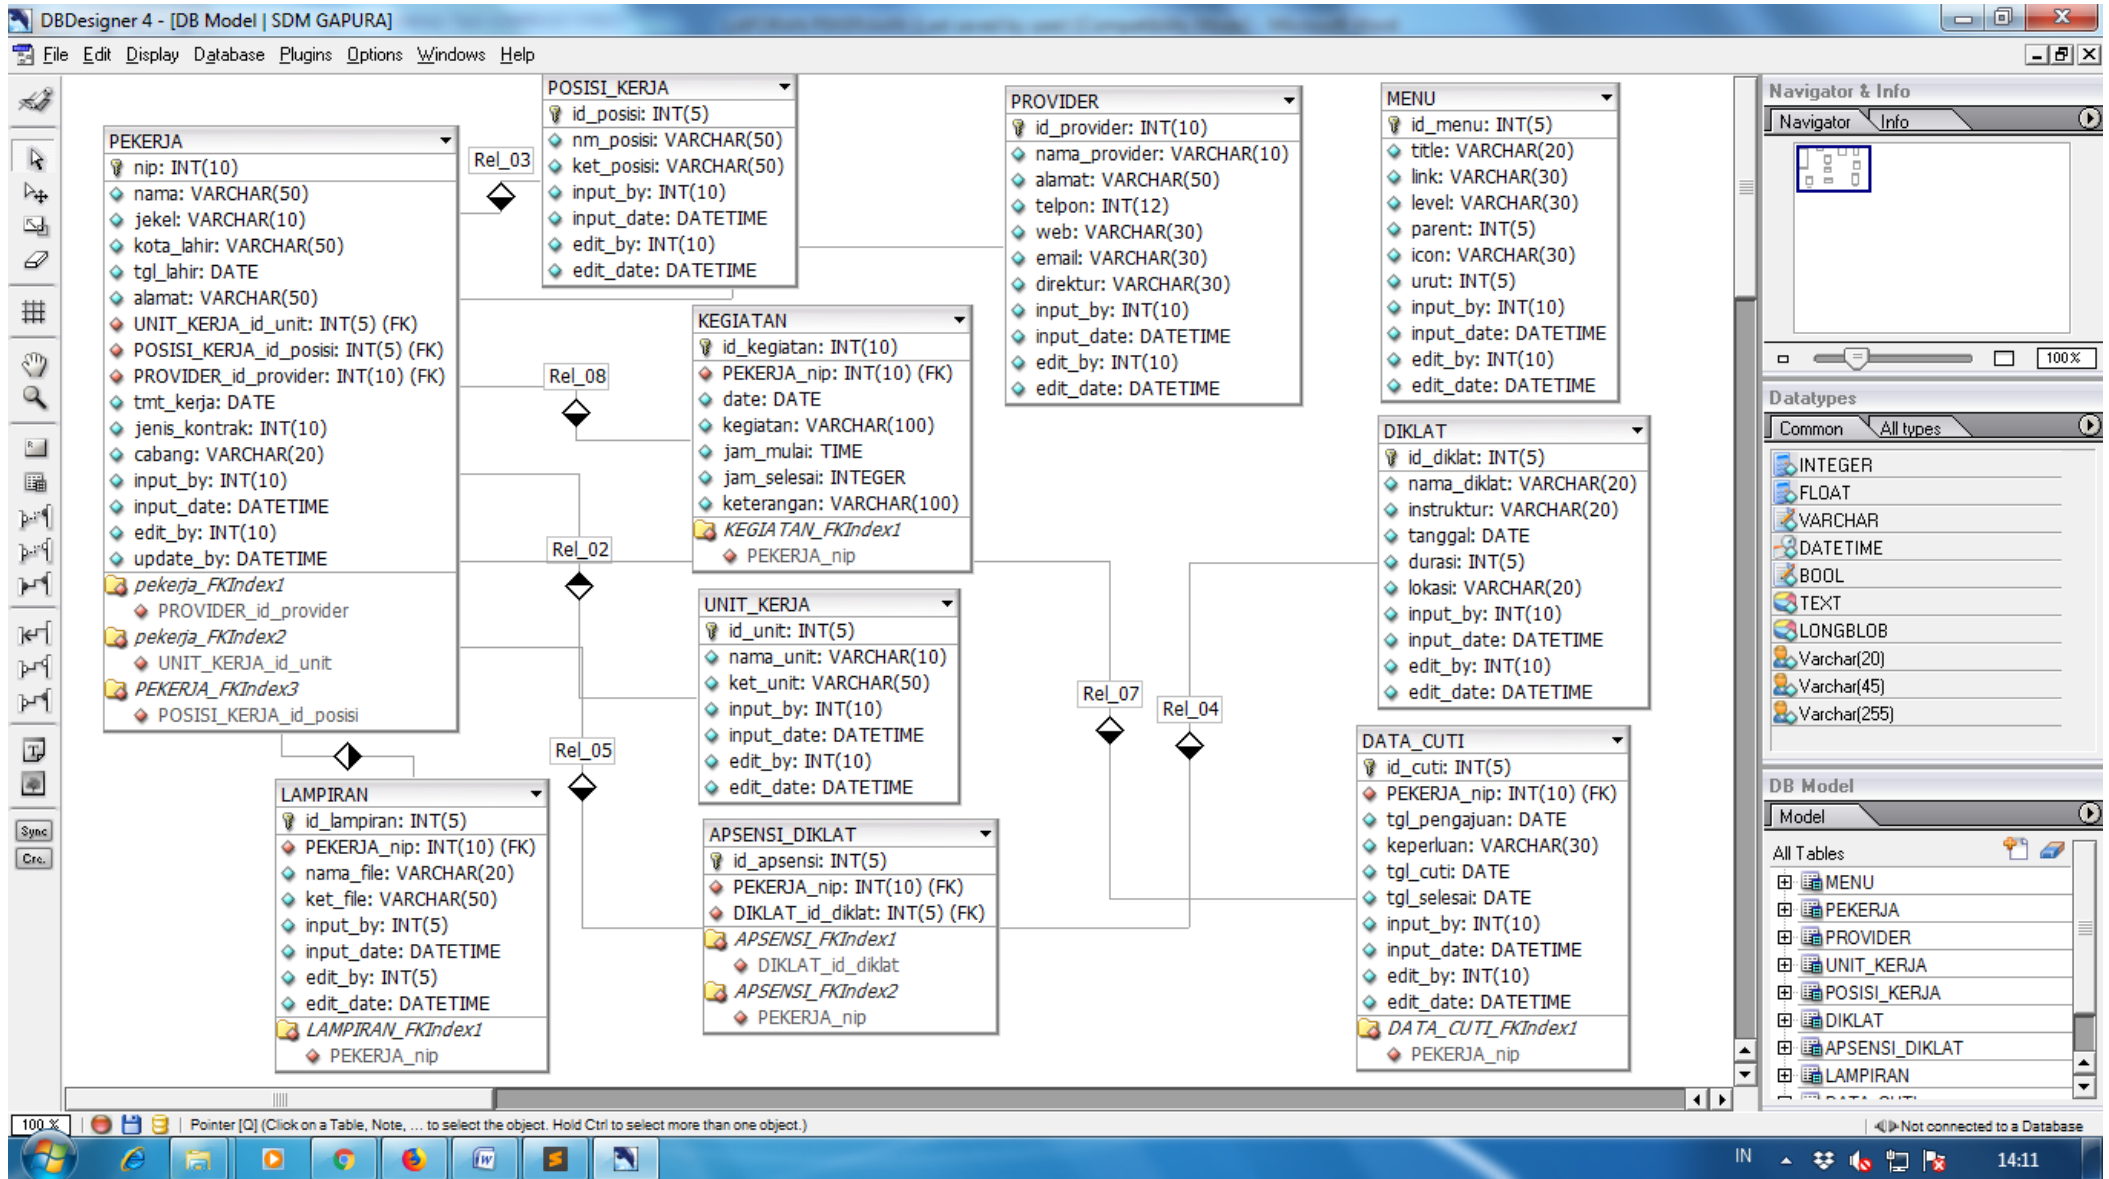 DBDesigner 4 - [DB Model | SDM GAPURA]
File Edit Display Database Plugins Options Windows Help
PEKERJA
nip: INT(10)
nama: VARCHAR(50)
jekel: VARCHAR(10)
kota_lahir: VARCHAR(50)
tgl_lahir: DATE
alamat: VARCHAR(50)
UNIT_KERJA_id_unit: INT(5) (FK)
POSISI_KERJA_id_posisi: INT(5) (FK)
PROVIDER_id_provider: INT(10) (FK)
tmt_kerja: DATE
jenis_kontrak: INT(10)
cabang: VARCHAR(20)
input_by: INT(10)
input_date: DATETIME
edit_by: INT(10)
update_by: DATETIME
pekerja_FKIndex1
PROVIDER_id_provider
pekerja_FKIndex2
UNIT_KERJA_id_unit
PEKERJA_FKIndex3
POSISI_KERJA_id_posisi
Rel_03
POSISI_KERJA
id_posisi: INT(5)
nm_posisi: VARCHAR(50)
ket_posisi: VARCHAR(50)
input_by: INT(10)
input_date: DATETIME
edit_by: INT(10)
edit_date: DATETIME
PROVIDER
id_provider: INT(10)
nama_provider: VARCHAR(10)
alamat: VARCHAR(50)
telpon: INT(12)
web: VARCHAR(30)
email: VARCHAR(30)
direktur: VARCHAR(30)
input_by: INT(10)
input_date: DATETIME
edit_by: INT(10)
edit_date: DATETIME
MENU
id_menu: INT(5)
title: VARCHAR(20)
link: VARCHAR(30)
level: VARCHAR(30)
parent: INT(5)
icon: VARCHAR(30)
urut: INT(5)
input_by: INT(10)
input_date: DATETIME
edit_by: INT(10)
edit_date: DATETIME
Rel_08
KEGIATAN
id_kegiatan: INT(10)
PEKERJA_nip: INT(10) (FK)
date: DATE
kegiatan: VARCHAR(100)
jam_mulai: TIME
jam_selesai: INTEGER
keterangan: VARCHAR(100)
KEGIATAN_FKIndex1
PEKERJA_nip
Rel_02
DIKLAT
id_diklat: INT(5)
nama_diklat: VARCHAR(20)
instruktur: VARCHAR(20)
tanggal: DATE
durasi: INT(5)
lokasi: VARCHAR(20)
input_by: INT(10)
input_date: DATETIME
edit_by: INT(10)
edit_date: DATETIME
UNIT_KERJA
id_unit: INT(5)
nama_unit: VARCHAR(10)
ket_unit: VARCHAR(50)
input_by: INT(10)
input_date: DATETIME
edit_by: INT(10)
edit_date: DATETIME
Rel_07
Rel_04
Rel_05
LAMPIRAN
id_lampiran: INT(5)
PEKERJA_nip: INT(10) (FK)
nama_file: VARCHAR(20)
ket_file: VARCHAR(50)
input_by: INT(5)
input_date: DATETIME
edit_by: INT(5)
edit_date: DATETIME
LAMPIRAN_FKIndex1
PEKERJA_nip
APSENSI_DIKLAT
id_apsensi: INT(5)
PEKERJA_nip: INT(10) (FK)
DIKLAT_id_diklat: INT(5) (FK)
APSENSI_FKIndex1
DIKLAT_id_diklat
APSENSI_FKIndex2
PEKERJA_nip
DATA_CUTI
id_cuti: INT(5)
PEKERJA_nip: INT(10) (FK)
tgl_pengajuan: DATE
keperluan: VARCHAR(30)
tgl_cuti: DATE
tgl_selesai: DATE
input_by: INT(10)
input_date: DATETIME
edit_by: INT(10)
edit_date: DATETIME
DATA_CUTI_FKIndex1
PEKERJA_nip
Navigator & Info
Navigator Info
100%
Datatypes
Common All types
INTEGER
FLOAT
VARCHAR
DATETIME
BOOL
TEXT
LONGBLOB
Varchar(20)
Varchar(45)
Varchar(255)
DB Model
Model
All Tables
MENU
PEKERJA
PROVIDER
UNIT_KERJA
POSISI_KERJA
DIKLAT
APSENSI_DIKLAT
LAMPIRAN
Sync
Cre.
100 %
Pointer [Q] (Click on a Table, Note, ... to select the object. Hold Ctrl to select more than one object.)
Not connected to a Database
IN
14:11